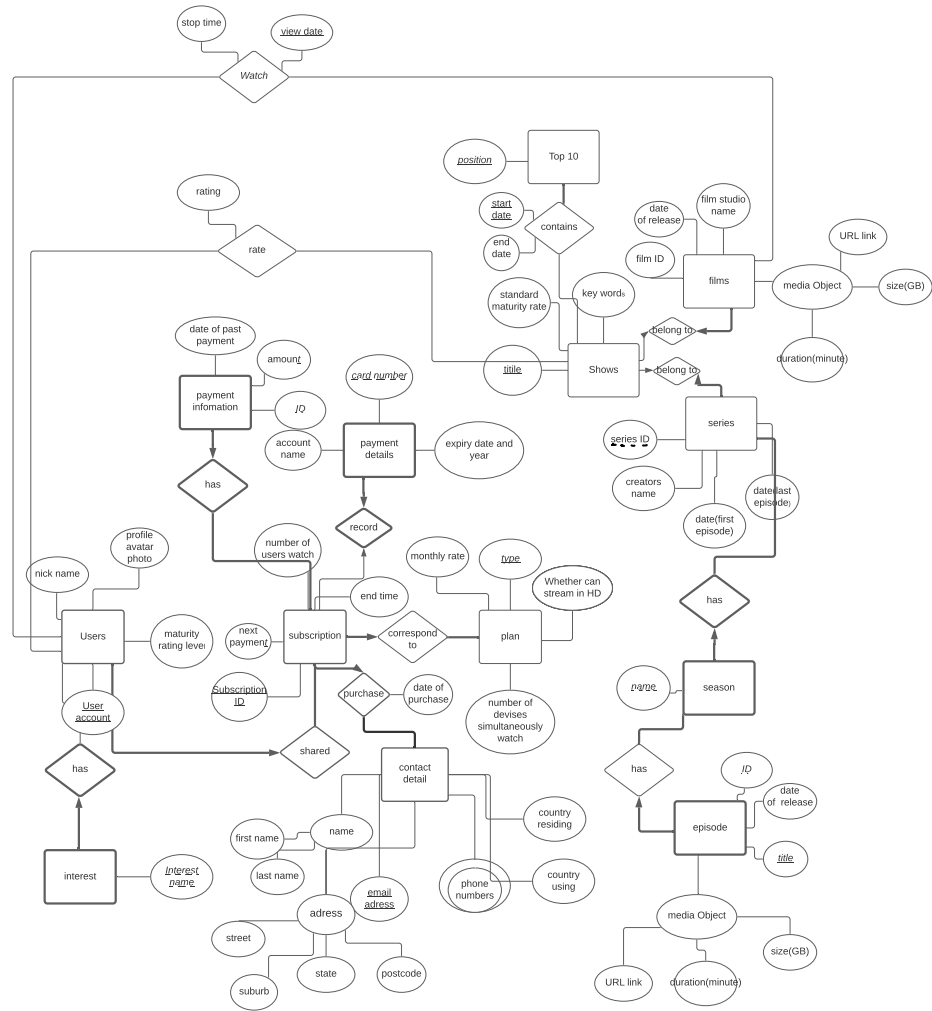 stop time
view date
Watch
Top 10
position
rating
start
date
contains
end
date
date
of release
film studio
name
URL link
rate
film ID
films
media Object
size(GB)
standard
maturity rate
key words
belong to
duration(minute)
date of past
payment
amount
card number
titile
Shows
belong to
payment
infomation
ID
series
account
name
payment
details
expiry date and
year
series ID
creators
name
date(last
episode)
has
record
date(first
episode)
number of
users watch
profile
avatar
photo
monthly rate
type
Whether can
stream in HD
nick name
end time
has
Users
maturity
rating level
next
payment
subscription
correspond
to
plan
Subscription
ID
purchase
date of
purchase
name
season
User
account
number of
devises
simultaneously
watch
shared
has
contact
detail
has
ID
date
of release
country
residing
episode
first name
name
title
interest
Interest
name
last name
email
adress
phone
numbers
country
using
adress
media Object
street
size(GB)
suburb
state
postcode
URL link
duration(minute)